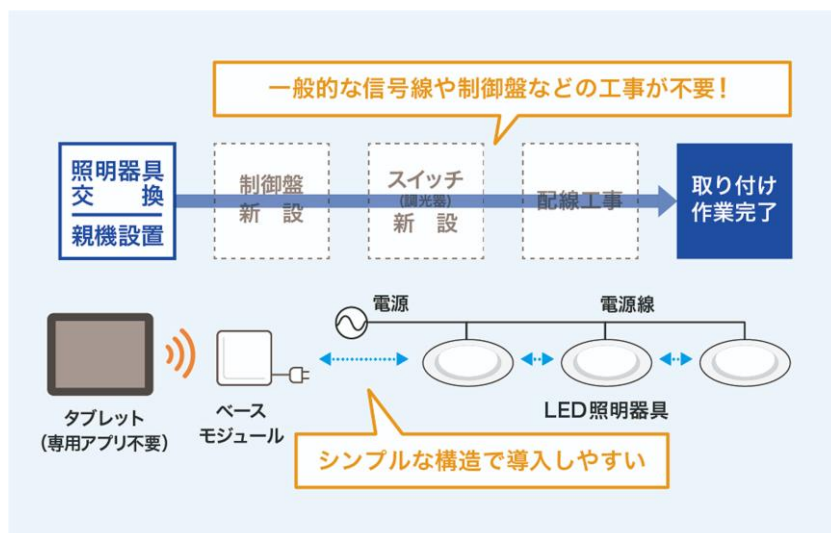 一般的な信号線や制御盤などの工事が不要！
照明器具
交　換
親機設置
制御盤
新　設
スイッチ
(調光器)
新　設
配線工事
取り付け
作業完了
電源
電源線
タブレット
(専用アプリ不要)
ベース
モジュール
LED照明器具
シンプルな構造で導入しやすい